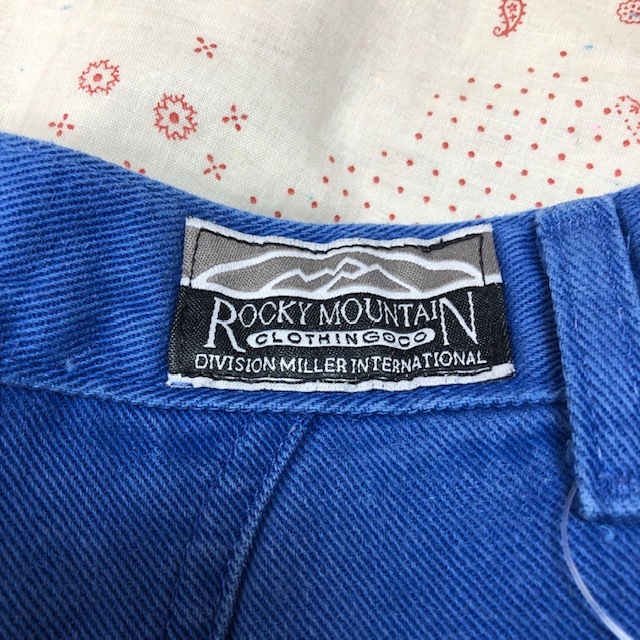 ROCKY MOUNTAIN
CLOTHING CO
DIVISION MILLER INTERNATIONAL